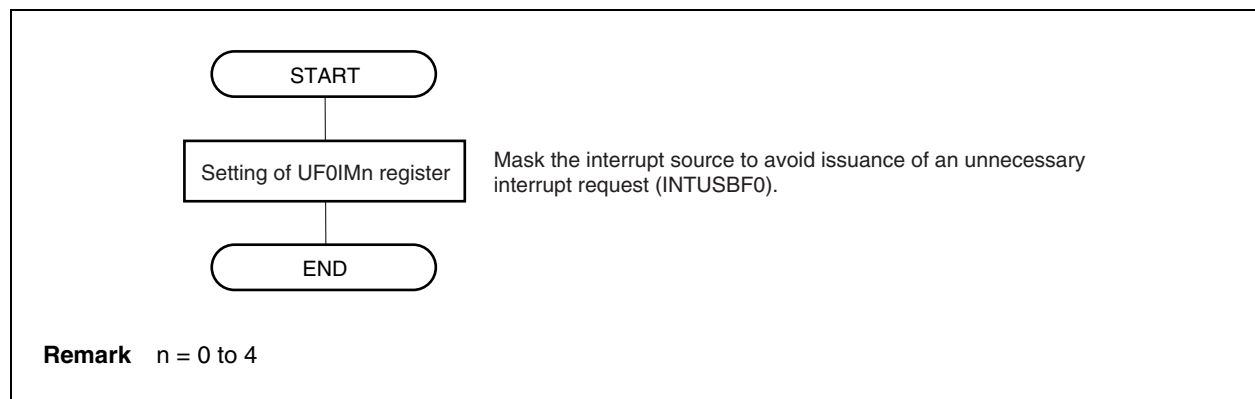 START
Setting of UF0IMn register
Mask the interrupt source to avoid issuance of an unnecessary
interrupt request (INTUSBF0).
END
Remark n = 0 to 4